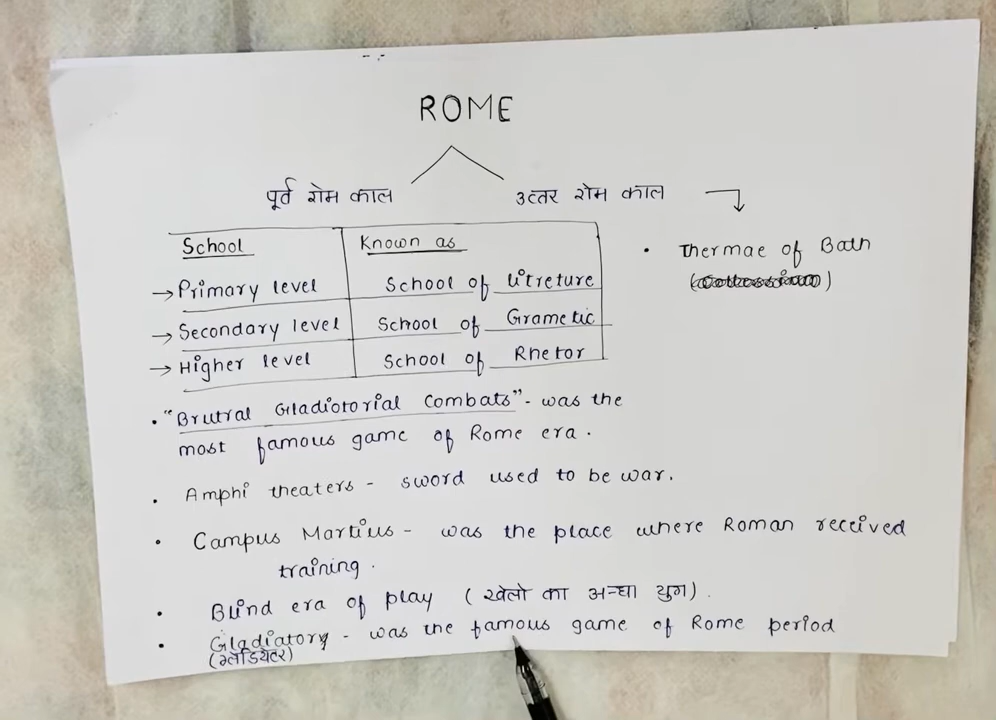 ROME
पूर्व रोम काल
उत्तर रोम काल
School Known as
→ Primary level School of Litreture
→ Secondary level School of Grametic
→ Higher level School of Rhetor
• Thermae of Bath
• "Brutral Gladiotorial Combats" - was the
most famous game of Rome era.
• Amphi theaters - sword used to be war.
• Campus Martius - was the place where Roman received
training.
• Blind era of play (खेलो का अन्धा युग).
• Gladiatory - was the famous game of Rome period
(ग्लेडियेटर)